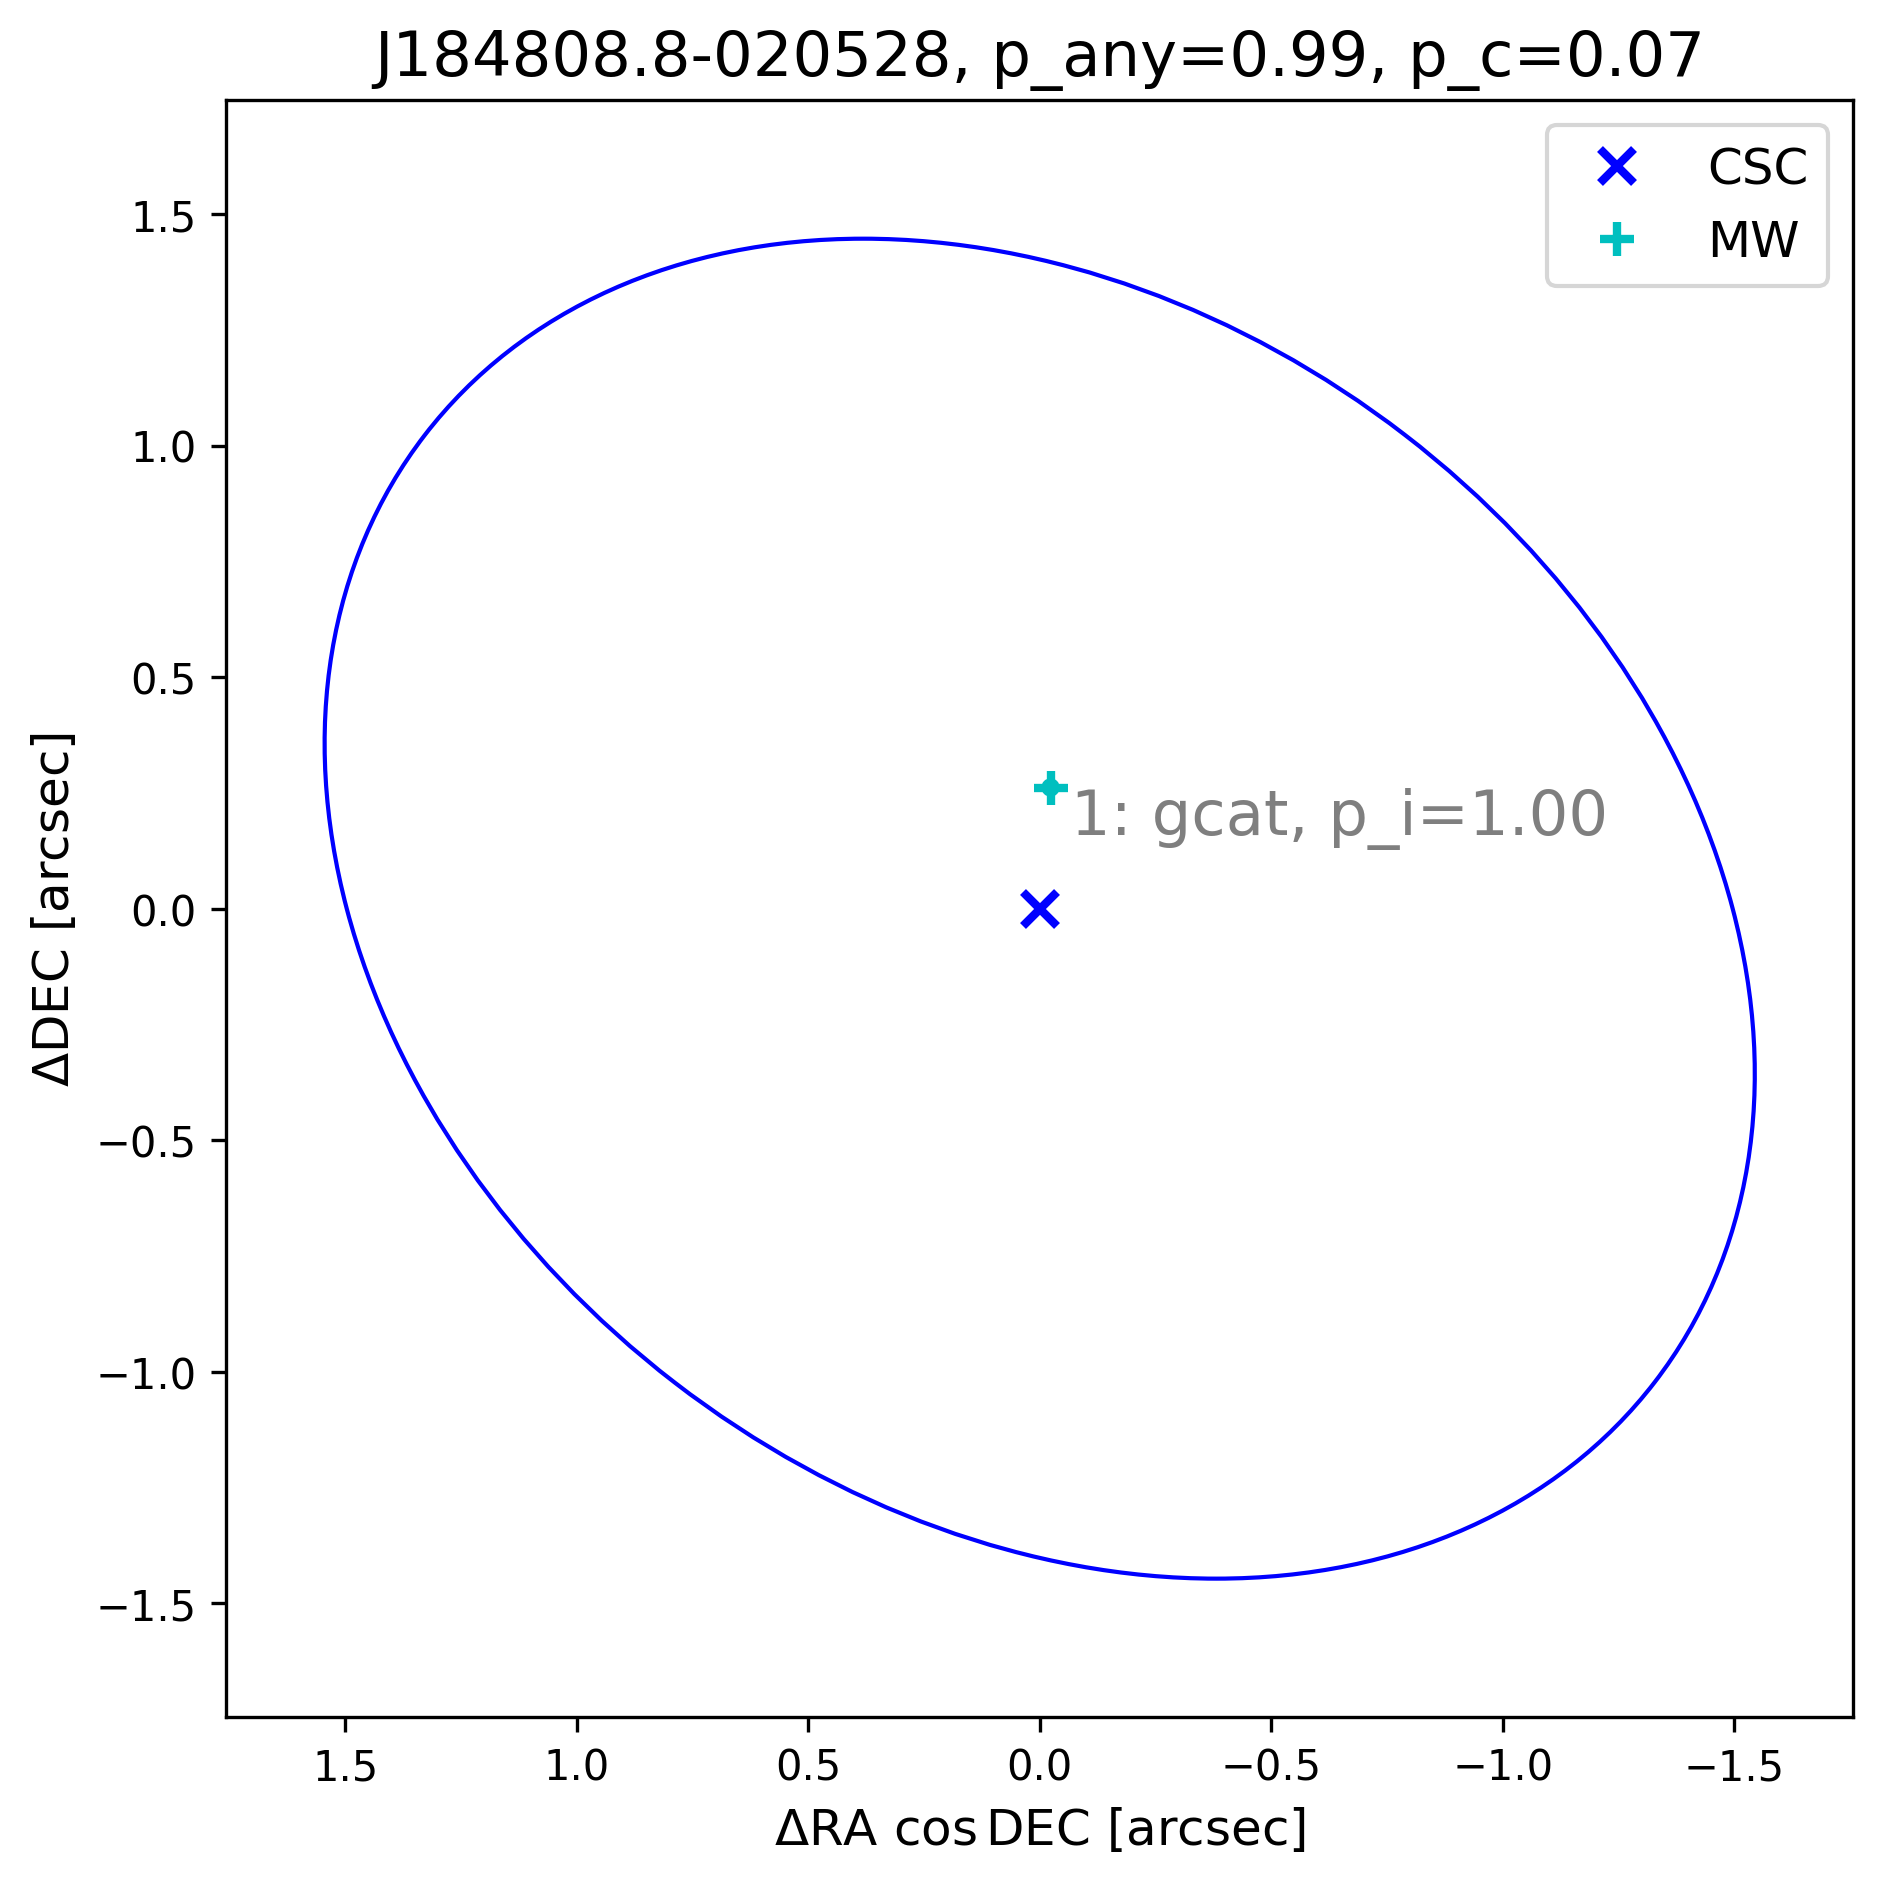 J184808.8-020528, p_any=0.99, p_c=0.07
CSC
MW
1.5
1.0
0.5
0.0
−0.5
−1.0
−1.5
ΔDEC [arcsec]
1: gcat, p_i=1.00
1.5 1.0 0.5 0.0 −0.5 −1.0 −1.5
ΔRA cos DEC [arcsec]